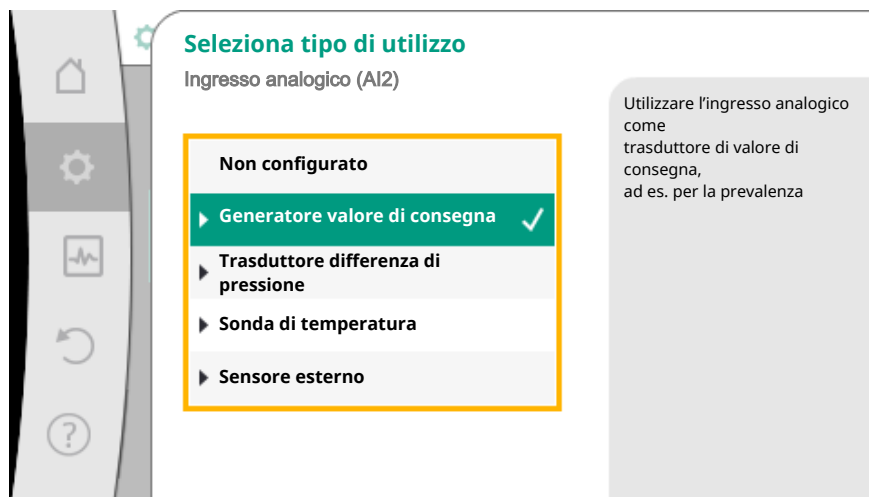 Seleziona tipo di utilizzo
Ingresso analogico (AI2)
Non configurato
Generatore valore di consegna
Trasduttore differenza di
pressione
Sonda di temperatura
Sensore esterno
Utilizzare l'ingresso analogico
come
trasduttore di valore di
consegna,
ad es. per la prevalenza
?